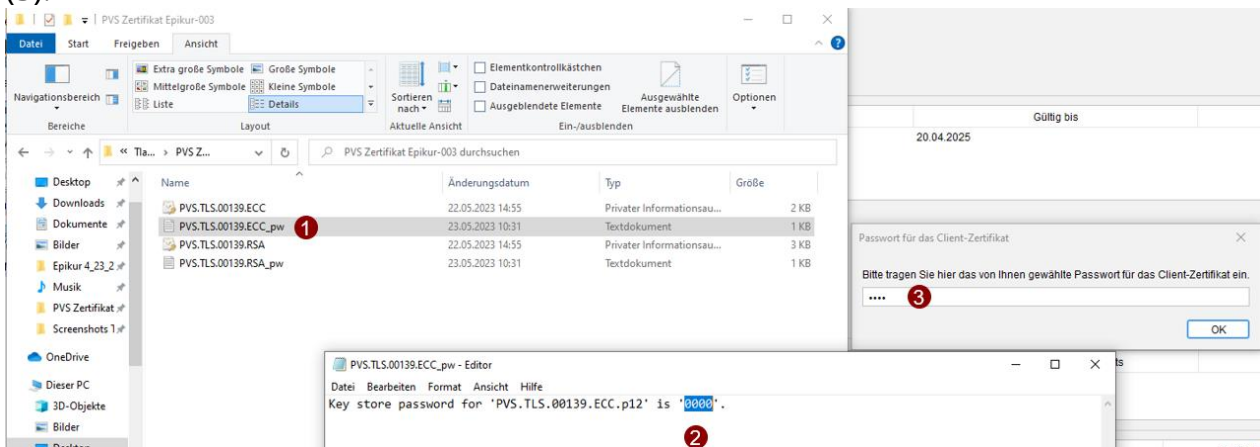 (3).
PVS Zertifikat Epikur-003
Datei Start Freigeben Ansicht
Navigationsbereich
Extra große Symbole Große Symbole
Mittelgroße Symbole Kleine Symbole
Liste Details
Sortieren nach
Elementkontrollkästchen
Dateinamenerweiterungen
Ausgeblendete Elemente
Ausgewählte Elemente ausblenden
Optionen
Bereiche Layout Aktuelle Ansicht Ein-/ausblenden
« Tla... > PVS Z... PVS Zertifikat Epikur-003 durchsuchen
Desktop
Downloads
Dokumente
Bilder
Epikur 4_23_2
Musik
PVS Zertifikat
Screenshots 1
OneDrive
Dieser PC
3D-Objekte
Bilder
Desktop
Name Änderungsdatum Typ Größe
PVS.TLS.00139.ECC 22.05.2023 14:55 Privater Informationsau... 2 KB
PVS.TLS.00139.ECC_pw 1 23.05.2023 10:31 Textdokument 1 KB
PVS.TLS.00139.RSA 22.05.2023 14:55 Privater Informationsau... 3 KB
PVS.TLS.00139.RSA_pw 23.05.2023 10:31 Textdokument 1 KB
Gültig bis
20.04.2025
Passwort für das Client-Zertifikat
Bitte tragen Sie hier das von Ihnen gewählte Passwort für das Client-Zertifikat ein.
•••• 3
OK
ts
PVS.TLS.00139.ECC_pw - Editor
Datei Bearbeiten Format Ansicht Hilfe
Key store password for 'PVS.TLS.00139.ECC.p12' is '0000'.
2